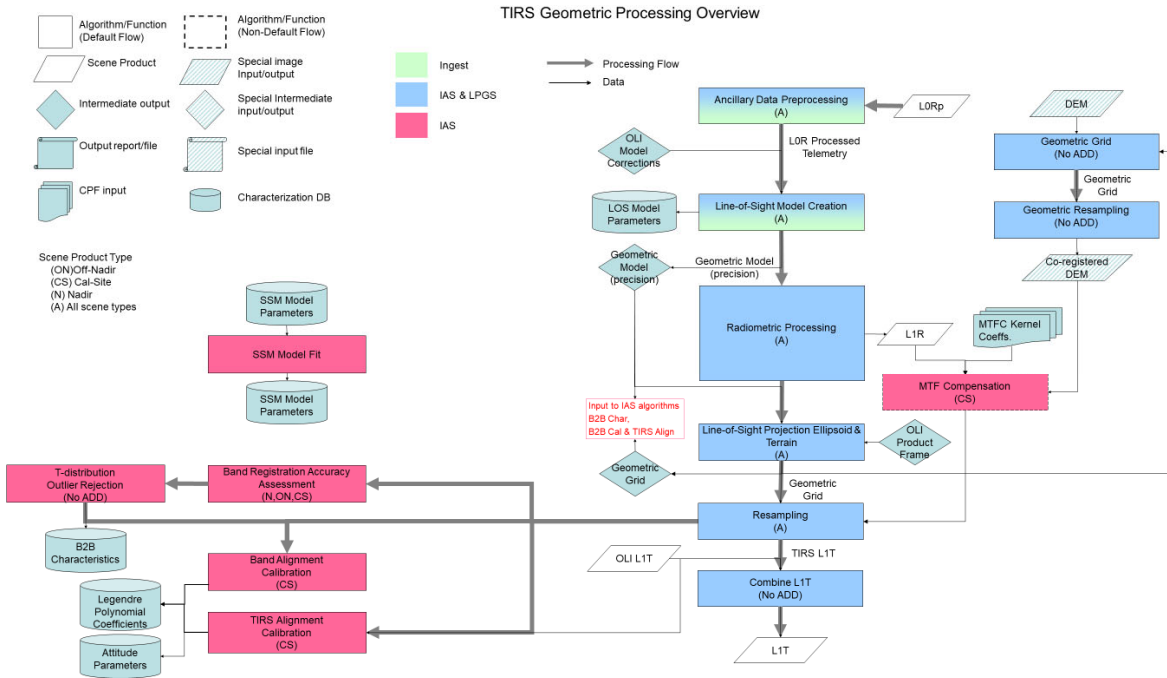 TIRS Geometric Processing Overview
Algorithm/Function
(Default Flow)
Algorithm/Function
(Non-Default Flow)
Scene Product
Special image
Input/output
Intermediate output
Special Intermediate
input/output
Output report/file
Special input file
CPF input
Characterization DB
Ingest
IAS & LPGS
IAS
Processing Flow
Data
Scene Product Type
(ON)Off-Nadir
(CS) Cal-Site
(N) Nadir
(A) All scene types
Ancillary Data Preprocessing
(A)
L0Rp
DEM
OLI
Model
Corrections
L0R Processed
Telemetry
Geometric Grid
(No ADD)
Geometric
Grid
LOS Model
Parameters
Line-of-Sight Model Creation
(A)
Geometric Resampling
(No ADD)
Geometric
Model
(precision)
Geometric Model
(precision)
Co-registered
DEM
SSM Model
Parameters
SSM Model Fit
SSM Model
Parameters
Radiometric Processing
(A)
L1R
MTFC Kernel
Coeffs.
MTF Compensation
(CS)
Input to IAS algorithms
B2B Char,
B2B Cal & TIRS Align
Line-of-Sight Projection Ellipsoid &
Terrain
(A)
OLI
Product
Frame
T-distribution
Outlier Rejection
(No ADD)
Band Registration Accuracy
Assessment
(N,ON,CS)
Geometric
Grid
Geometric
Grid
Resampling
(A)
B2B
Characteristics
Band Alignment
Calibration
(CS)
OLI L1T
TIRS L1T
Combine L1T
(No ADD)
Legendre
Polynomial
Coefficients
TIRS Alignment
Calibration
(CS)
Attitude
Parameters
L1T